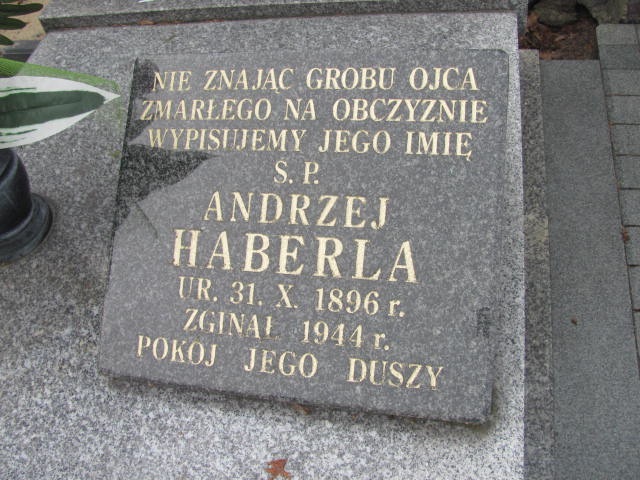 NIE ZNAJĄC GROBU OJCA
ZMARŁEGO NA OBCZYZNIE
WYPISUJEMY JEGO IMIĘ
Ś. P.
ANDRZEJ
HABERLA
UR. 31. X. 1896 r.
ZGINĄŁ 1944 r.
POKÓJ JEGO DUSZY